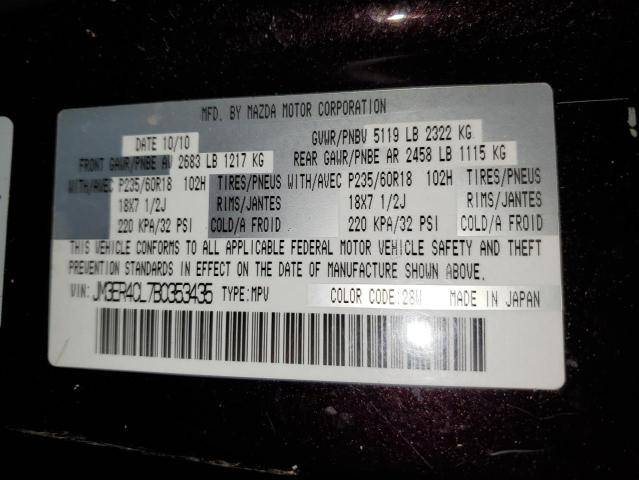 MFD. BY MAZDA MOTOR CORPORATION
DATE 10/10 GVWR/PNBV 5119 LB 2322 KG
FRONT GAWR/PNBE AV 2683 LB 1217 KG REAR GAWR/PNBE AR 2458 LB 1115 KG
WITH/AVEC P235/60R18 102H TIRES/PNEUS WITH/AVEC P235/60R18 102H TIRES/PNEUS
18X7 1/2J RIMS/JANTES 18X7 1/2J RIMS/JANTES
220 KPA/32 PSI COLD/A FROID 220 KPA/32 PSI COLD/A FROID
THIS VEHICLE CONFORMS TO ALL APPLICABLE FEDERAL MOTOR VEHICLE SAFETY AND THEFT
PREVENTION STANDARDS IN EFFECT ON THE DATE OF MANUFACTURE SHOWN ABOVE.
VIN: JM3ER4CL7B0353435 TYPE:MPV COLOR CODE:28W MADE IN JAPAN